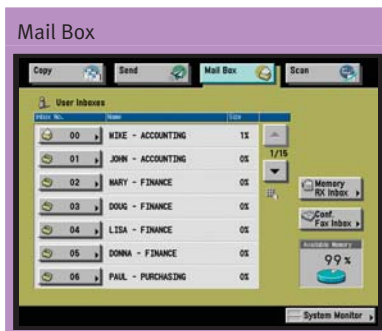 Mail Box
Copy Send Mail Box Scan
User Inboxes
Inbox No. Name Size
00 MIKE - ACCOUNTING 1%
01 JOHN - ACCOUNTING 0%
1/15
02 MARY - FINANCE 0%
Memory
RX Inbox
03 DOUG - FINANCE 0%
Conf.
Fax Inbox
04 LISA - FINANCE 0%
Available Memory
05 DONNA - FINANCE 0%
99%
06 PAUL - PURCHASING 0%
System Monitor